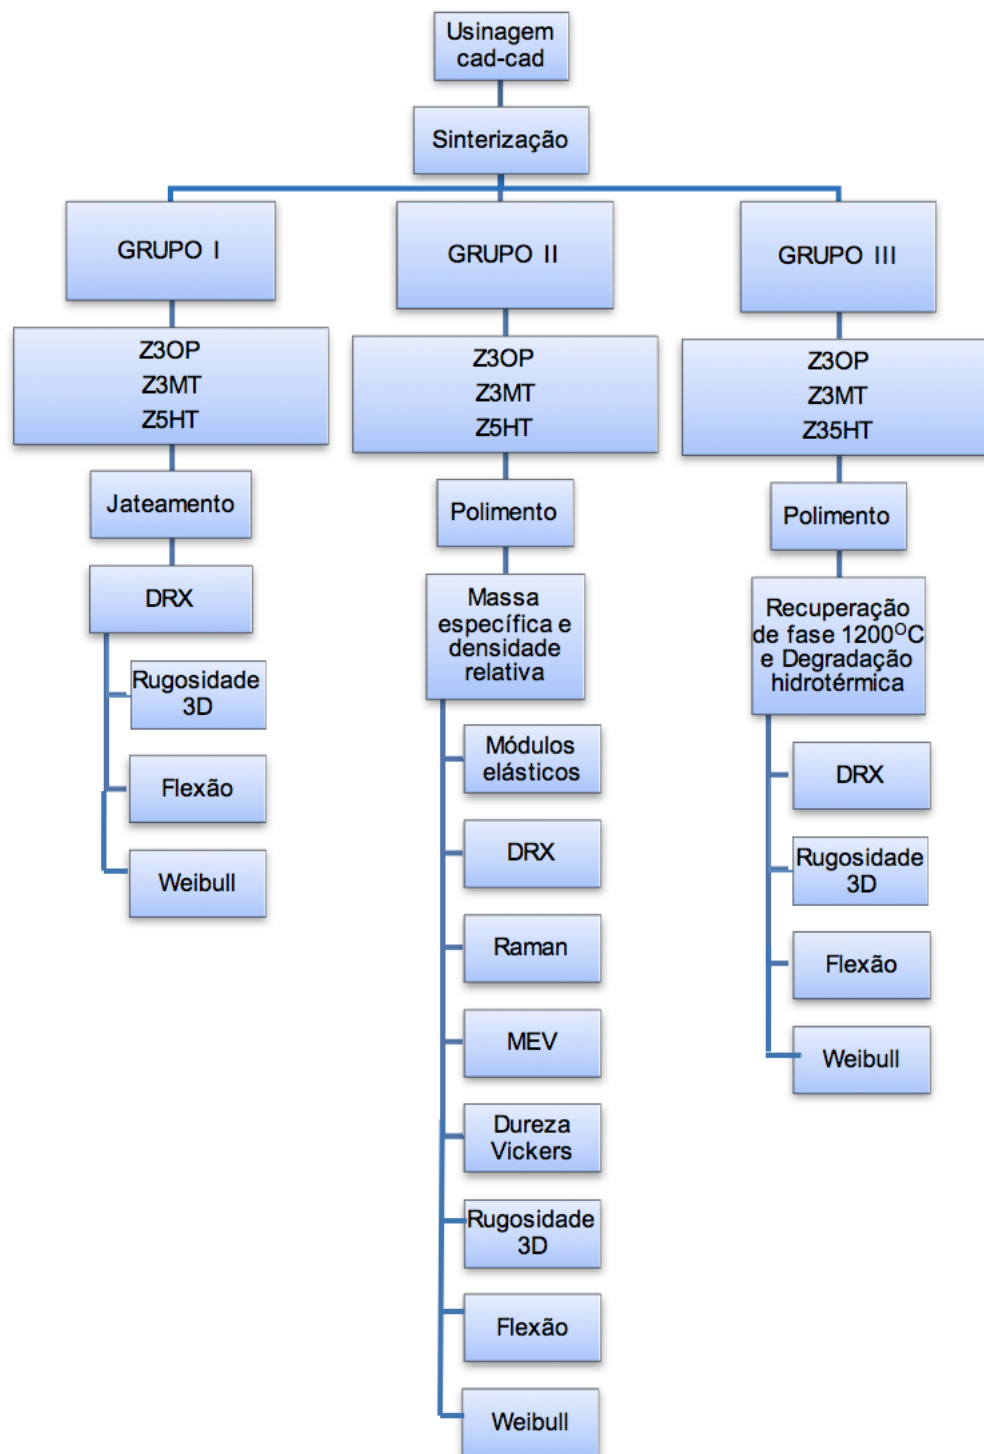 Usinagem
cad-cad
Sinterização
GRUPO I
Z3OP
Z3MT
Z5HT
Jateamento
DRX
Rugosidade
3D
Flexão
Weibull
GRUPO II
Z3OP
Z3MT
Z5HT
Polimento
Massa
específica e
densidade
relativa
Módulos
elásticos
DRX
Raman
MEV
Dureza
Vickers
Rugosidade
3D
Flexão
Weibull
GRUPO III
Z3OP
Z3MT
Z35HT
Polimento
Recuperação
de fase 1200ᴼC
e Degradação
hidrotérmica
DRX
Rugosidade
3D
Flexão
Weibull